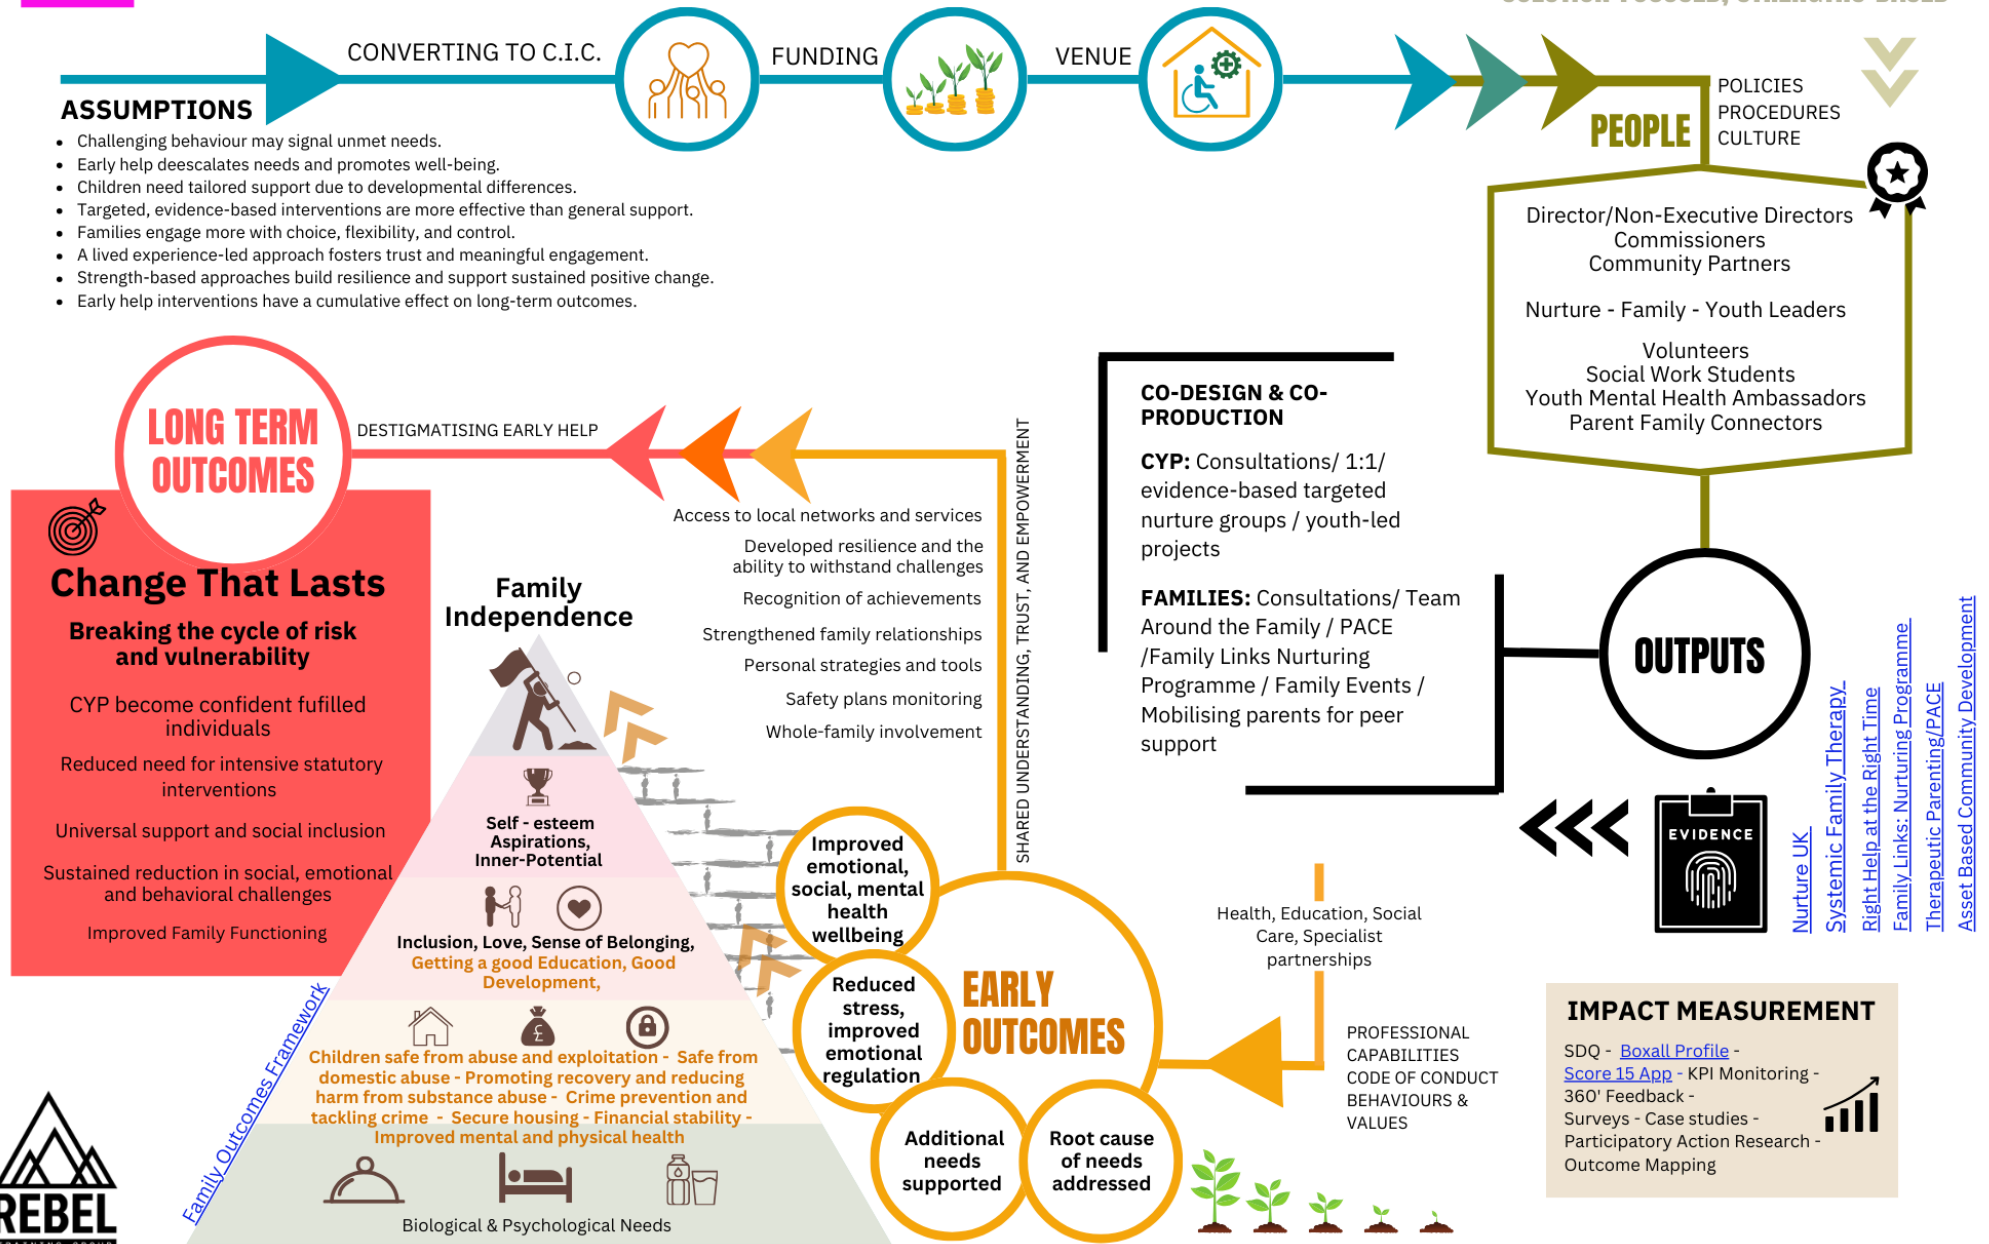 CONVERTING TO C.I.C.
FUNDING
VENUE
POLICIES
PROCEDURES
CULTURE
PEOPLE
ASSUMPTIONS
Challenging behaviour may signal unmet needs.
Early help deescalates needs and promotes well-being.
Children need tailored support due to developmental differences.
Targeted, evidence-based interventions are more effective than general support.
Families engage more with choice, flexibility, and control.
A lived experience-led approach fosters trust and meaningful engagement.
Strength-based approaches build resilience and support sustained positive change.
Early help interventions have a cumulative effect on long-term outcomes.
Director/Non-Executive Directors
Commissioners
Community Partners
Nurture - Family - Youth Leaders
Volunteers
Social Work Students
Youth Mental Health Ambassadors
Parent Family Connectors
OUTPUTS
CO-DESIGN & CO-
PRODUCTION
CYP: Consultations/ 1:1/
evidence-based targeted
nurture groups / youth-led
projects
FAMILIES: Consultations/ Team
Around the Family / PACE
/Family Links Nurturing
Programme / Family Events /
Mobilising parents for peer
support
EVIDENCE
Nurture UK
Systemic Family Therapy
Right Help at the Right Time
Family Links: Nurturing Programme
Therapeutic Parenting/PACE
Asset Based Community Development
IMPACT MEASUREMENT
SDQ - Boxall Profile -
Score 15 App - KPI Monitoring -
360' Feedback -
Surveys - Case studies -
Participatory Action Research -
Outcome Mapping
Health, Education, Social
Care, Specialist
partnerships
PROFESSIONAL
CAPABILITIES
CODE OF CONDUCT
BEHAVIOURS &
VALUES
EARLY
OUTCOMES
Improved
emotional,
social, mental
health
wellbeing
Reduced
stress,
improved
emotional
regulation
Additional
needs
supported
Root cause
of needs
addressed
SHARED UNDERSTANDING, TRUST, AND EMPOWERMENT
Access to local networks and services
Developed resilience and the
ability to withstand challenges
Recognition of achievements
Strengthened family relationships
Personal strategies and tools
Safety plans monitoring
Whole-family involvement
DESTIGMATISING EARLY HELP
LONG TERM
OUTCOMES
Change That Lasts
Breaking the cycle of risk
and vulnerability
CYP become confident fufilled
individuals
Reduced need for intensive statutory
interventions
Universal support and social inclusion
Sustained reduction in social, emotional
and behavioral challenges
Improved Family Functioning
Family
Independence
Self - esteem
Aspirations,
Inner-Potential
Inclusion, Love, Sense of Belonging,
Getting a good Education, Good
Development,
£
Children safe from abuse and exploitation - Safe from
domestic abuse - Promoting recovery and reducing
harm from substance abuse - Crime prevention and
tackling crime - Secure housing - Financial stability -
Improved mental and physical health
Biological & Psychological Needs
Family Outcomes Framework
REBEL